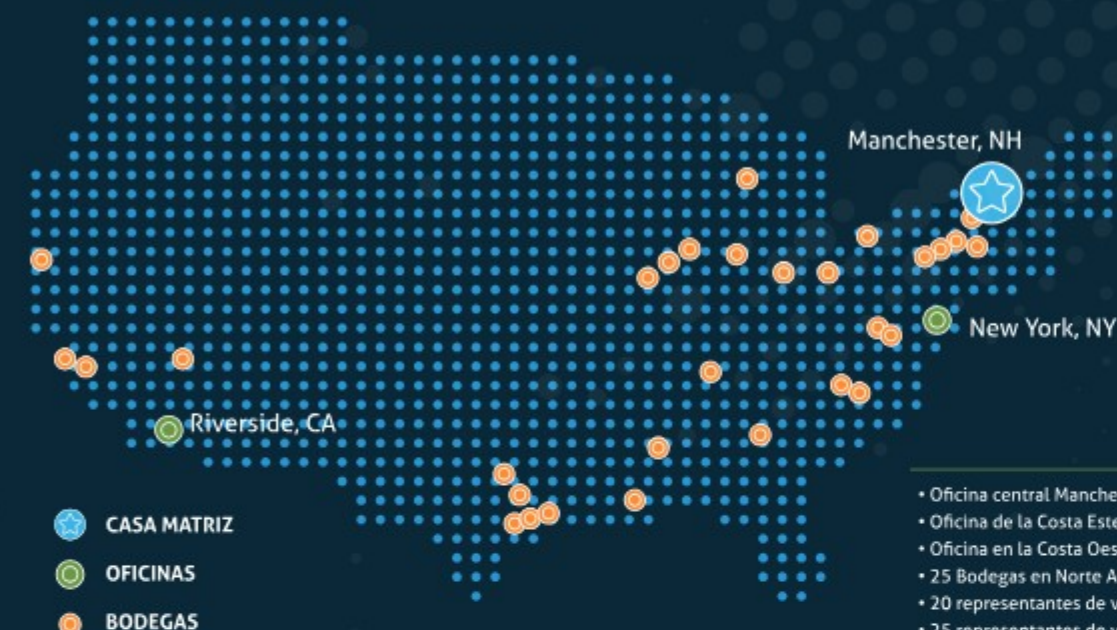 Manchester, NH
New York, NY
Riverside, CA
CASA MATRIZ
OFICINAS
BODEGAS
• Oficina central Manche
• Oficina de la Costa Este
• Oficina en la Costa Oes
• 25 Bodegas en Norte A
• 20 representantes de v